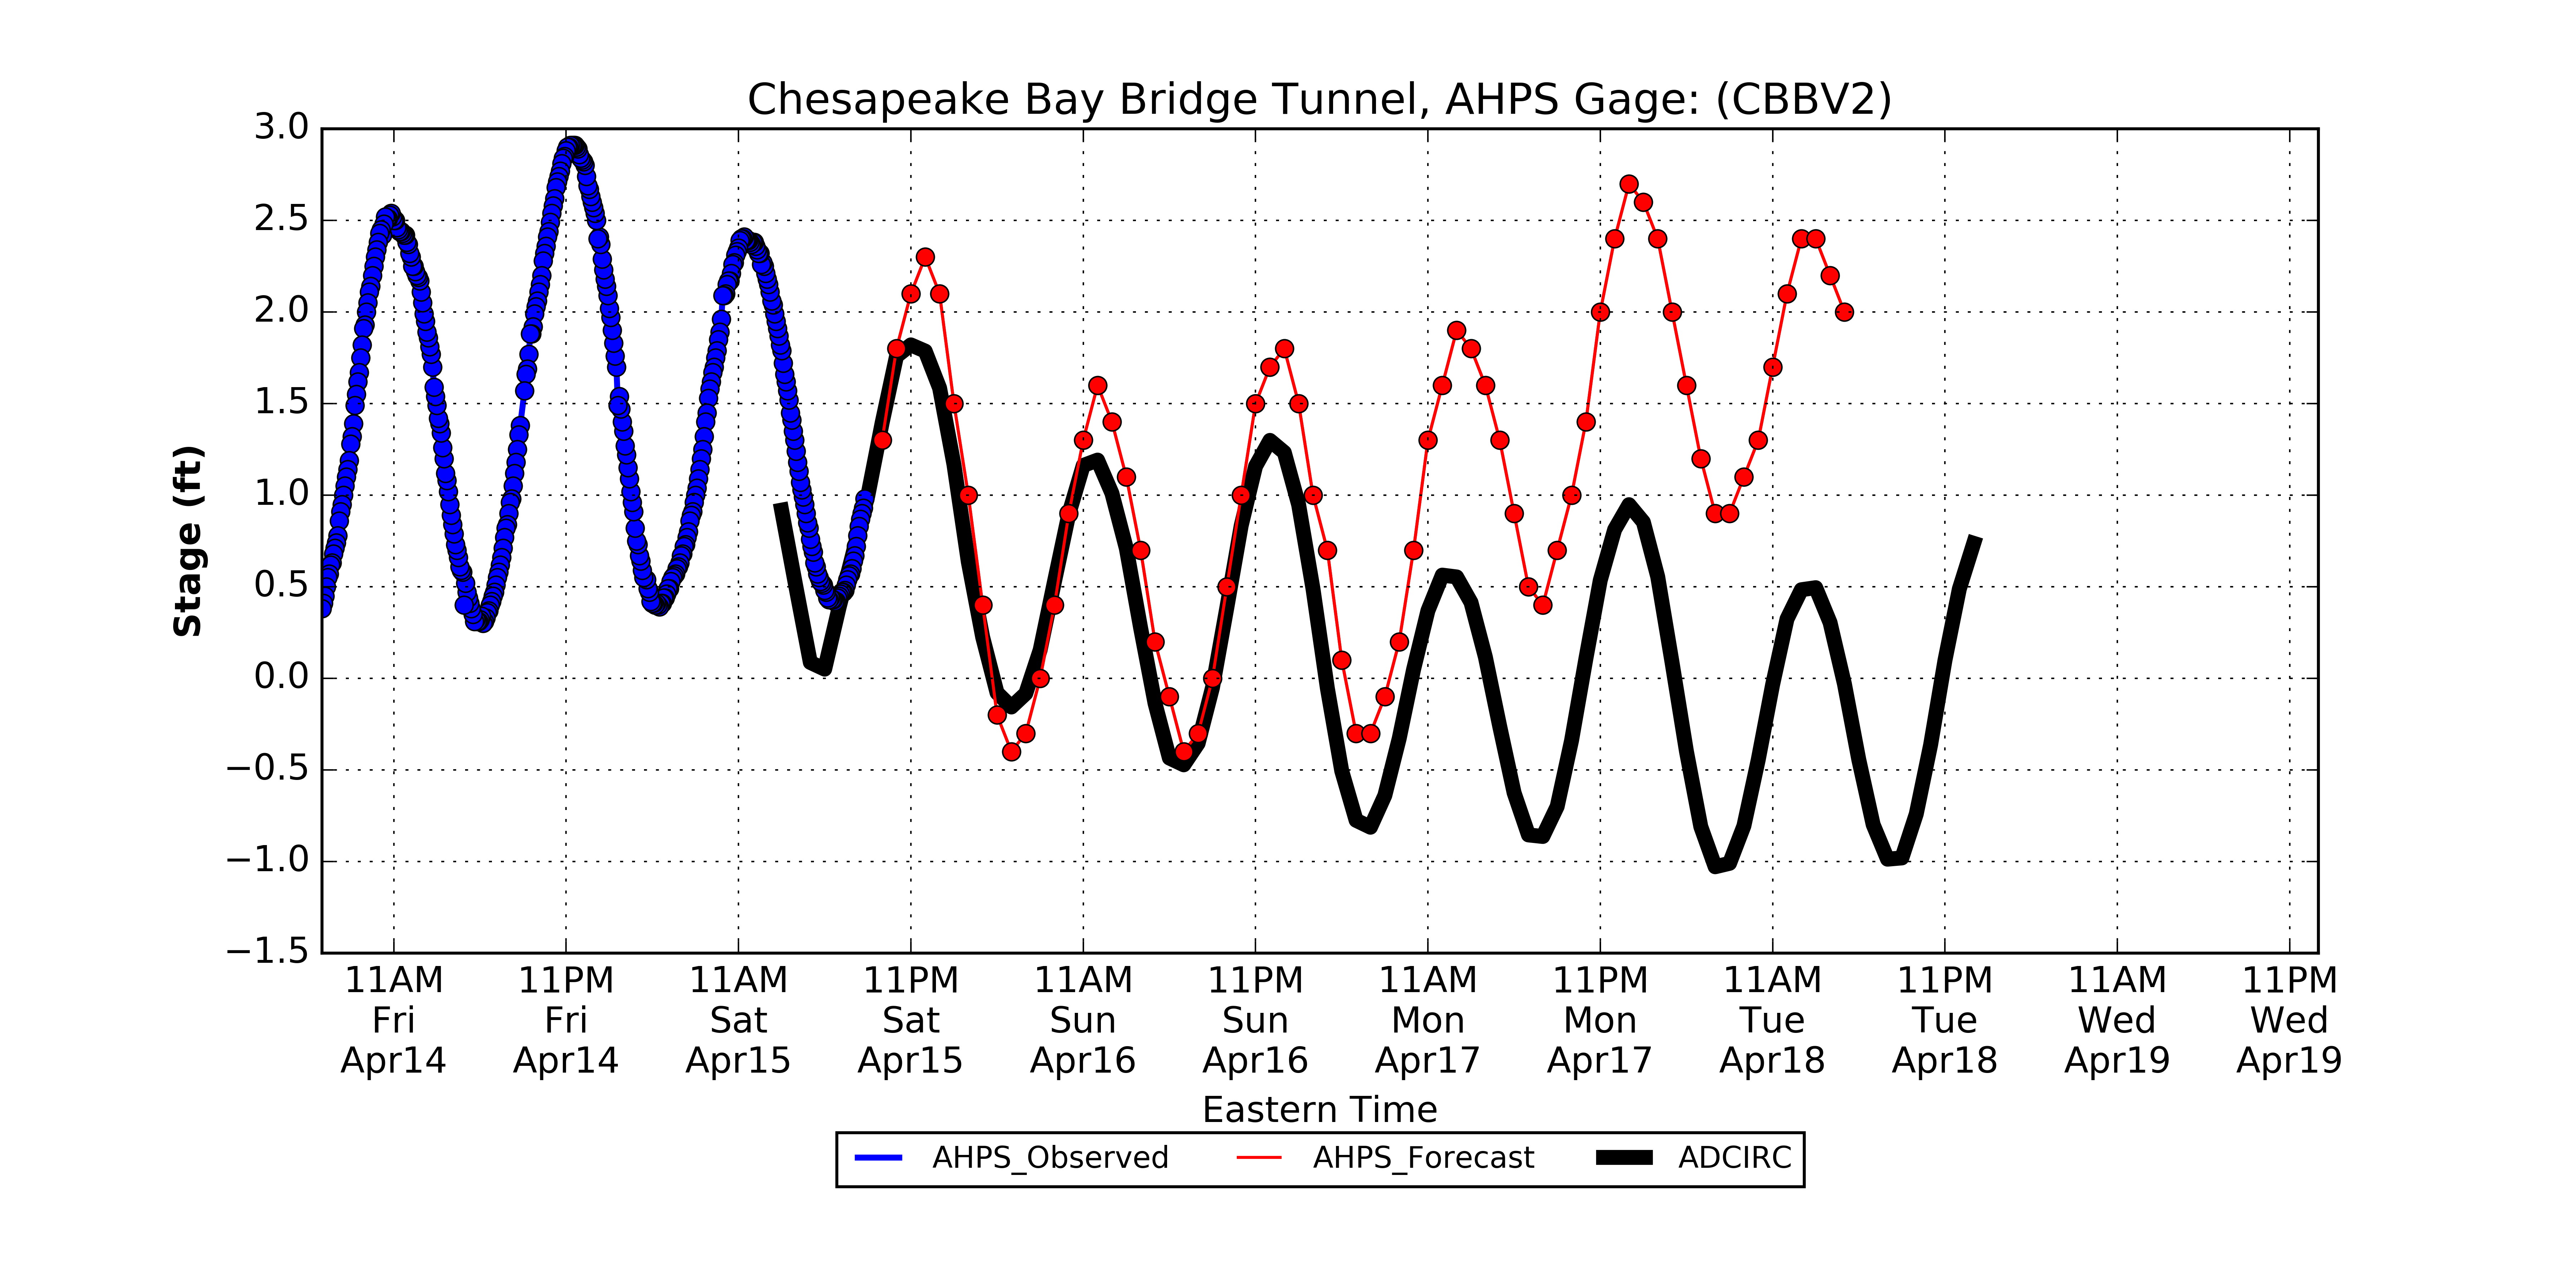 Chesapeake Bay Bridge Tunnel, AHPS Gage: (CBBV2)
3.0
2.5
2.0
1.5
1.0
0.5
0.0
−0.5
−1.0
−1.5
Stage (ft)
11AM 11PM 11AM 11PM 11AM 11PM 11AM 11PM 11AM 11PM 11AM 11PM
Fri Fri Sat Sat Sun Sun Mon Mon Tue Tue Wed Wed
Apr14 Apr14 Apr15 Apr15 Apr16 Apr16 Apr17 Apr17 Apr18 Apr18 Apr19 Apr19
Eastern Time
AHPS_Observed AHPS_Forecast ADCIRC